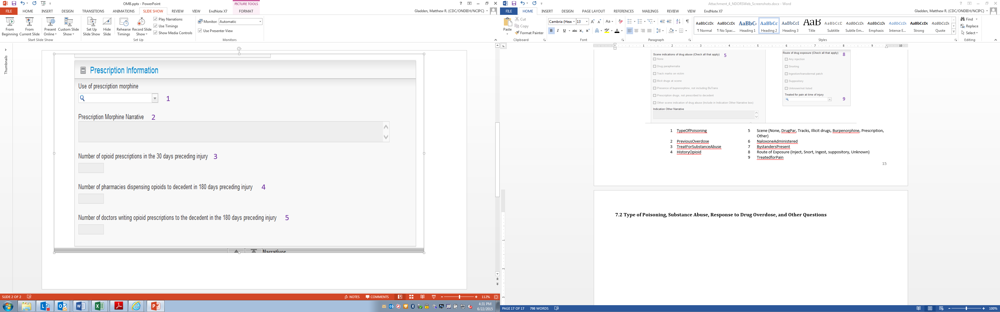 OMB.pptx - PowerPoint
PICTURE TOOLS
FILE HOME INSERT DESIGN TRANSITIONS ANIMATIONS SLIDE SHOW REVIEW VIEW EndNote X7 FORMAT
Gladden, Matthew R. (CDC/ONDIEH/NCIPC)
From Beginning
From Current Slide
Present Online
Custom Slide Show
Start Slide Show
Set Up Slide Show
Hide Slide
Rehearse Timings
Record Slide Show
Play Narrations
Use Timings
Show Media Controls
Set Up
Monitor: Automatic
Use Presenter View
Monitors
Thumbnails
Prescription Information
Use of prescription morphine
1
Prescription Morphine Narrative 2
Number of opioid prescriptions in the 30 days preceding injury 3
Number of pharmacies dispensing opioids to decedent in 180 days preceding injury 4
Number of doctors writing opioid prescriptions to the decedent in the 180 days preceding injury 5
Narratives
SLIDE 2 OF 2
NOTES COMMENTS 112%
4:31 PM
6/22/2015
Attachment_4_NDORSWeb_Screenshots.docx - Word
FILE HOME INSERT DESIGN PAGE LAYOUT REFERENCES MAILINGS REVIEW VIEW EndNote X7
Gladden, Matthew R. (CDC/ONDIEH/NCIPC)
Paste
Cut
Copy
Format Painter
Clipboard
Cambria (Hea 13
B I U abc x₂ x²
Font
Paragraph
AaBbCcDc ¶ Normal
AaBbCcDc ¶ No Spac...
AaBbC Heading 1
AaBbCc Heading 2
AaBbCcI Heading 3
AaB Title
AaBbCcD Subtitle
AaBbCcDc Subtle Em...
AaBbCcDc Emphasis
AaBbCcDc Intense E...
AaBbCcDc Strong
AaBbCcDc Quote
Styles
Find
Replace
Select
Editing
1 2 3 4 5 6 7 8 9 10
Scene indications of drug abuse (Check all that apply) 5
None
Drug paraphernalia
Track marks on victim
Illicit drugs at scene
Presence of buprenorphine, not including BuTrans
Prescription drugs, not prescribed to decedent
Other scene indication of drug abuse (Include in Indication Other Narrative box)
Indication Other Narrative
Route of drug exposure (Check all that apply) 8
Any injection
Snorting
Ingestion/transdermal patch
Suppository
Unknown/not listed
Treated for pain at time of injury
9
1 TypeOfPoisoning
2 PreviousOverdose
3 TreatForSubstanceAbuse
4 HistoryOpioid
5 Scene (None, DrugPar, Tracks, Illicit drugs, Burpenorphine, Prescription,
Other)
6 NaloxoneAdministered
7 BystandersPresent
8 Route of Exposure (Inject, Snort, Ingest, suppository, Unknown)
9 TreatedforPain
15
7.2 Type of Poisoning, Substance Abuse, Response to Drug Overdose, and Other Questions
PAGE 17 OF 17 798 WORDS
100%